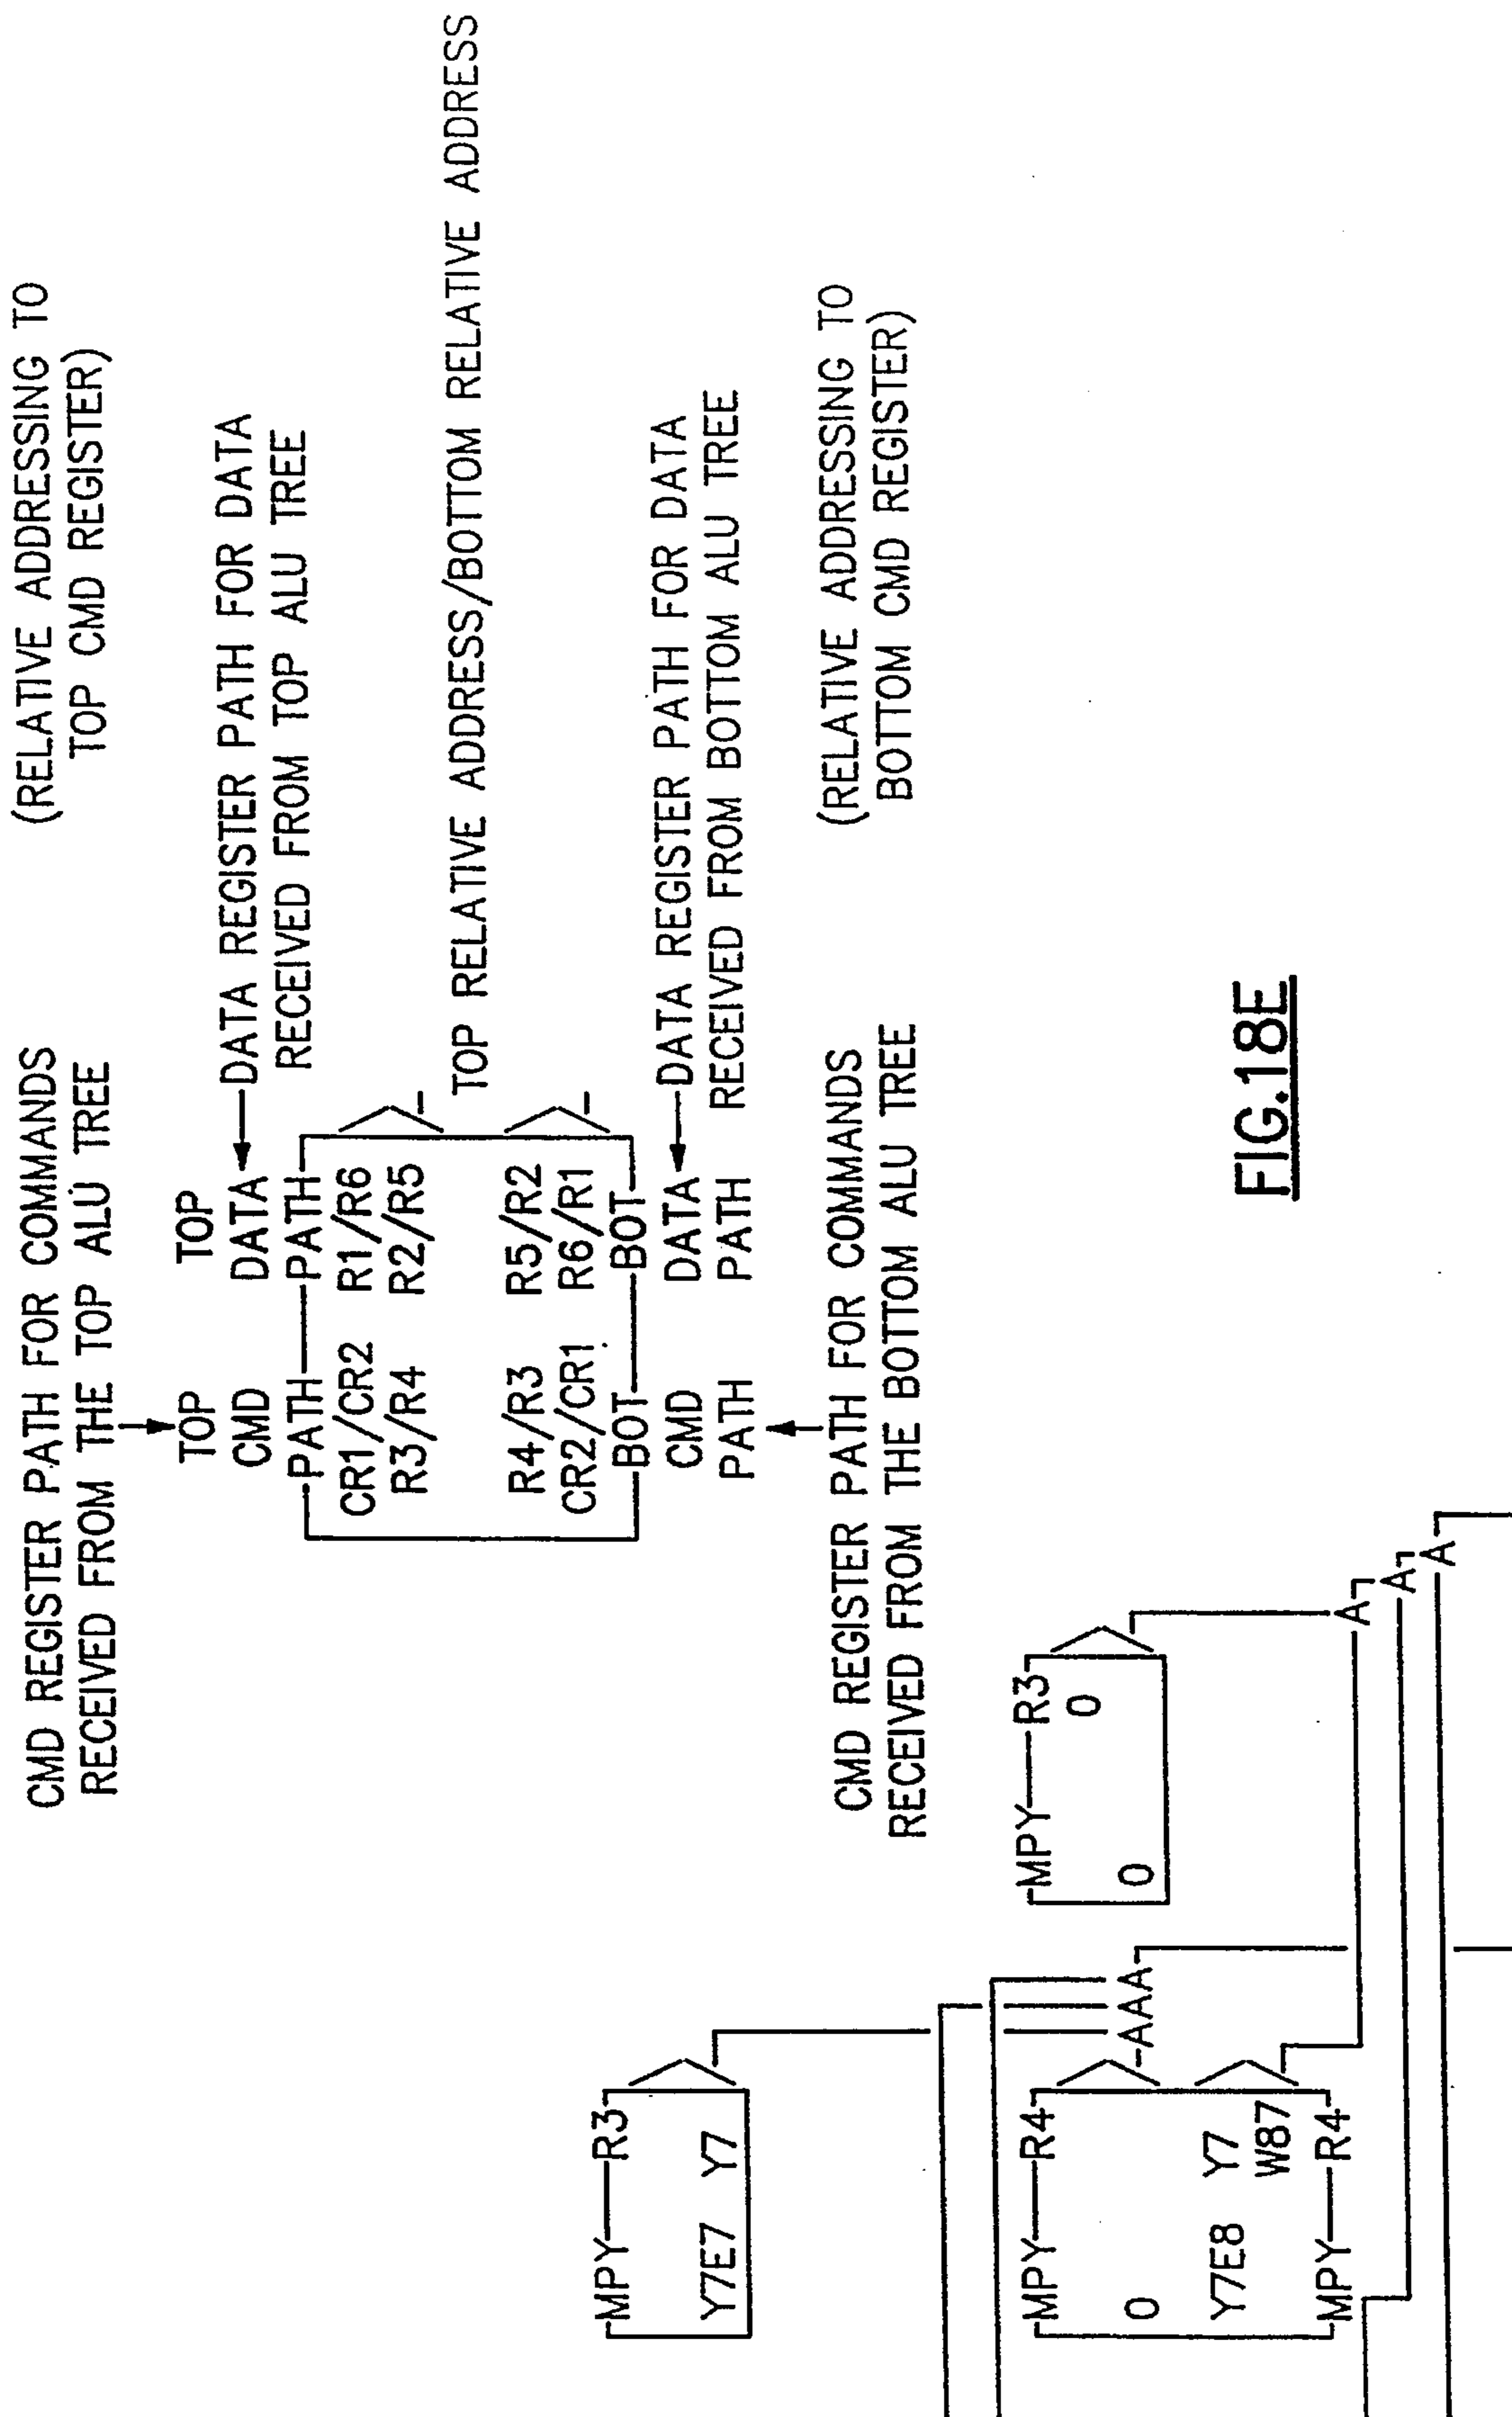 CMD REGISTER PATH FOR COMMANDS
RECEIVED FROM THE TOP ALU TREE
(RELATIVE ADDRESSING TO
TOP CMD REGISTER)
TOP TOP
CMD DATA DATA REGISTER PATH FOR DATA
PATH PATH RECEIVED FROM TOP ALU TREE
CR1/CR2 R1/R6
R3/R4 R2/R5
TOP RELATIVE ADDRESS/BOTTOM RELATIVE ADDRESS
R4/R3 R5/R2
CR2/CR1 R6/R1
BOT BOT
CMD DATA DATA REGISTER PATH FOR DATA
PATH PATH RECEIVED FROM BOTTOM ALU TREE
CMD REGISTER PATH FOR COMMANDS
RECEIVED FROM THE BOTTOM ALU TREE
(RELATIVE ADDRESSING TO
BOTTOM CMD REGISTER)
MPY R3
Y7E7 Y7
MPY R3
0
0
MPY R4
AAA
0
Y7E8 Y7
W87
MPY R4
A
A
A
FIG.18E